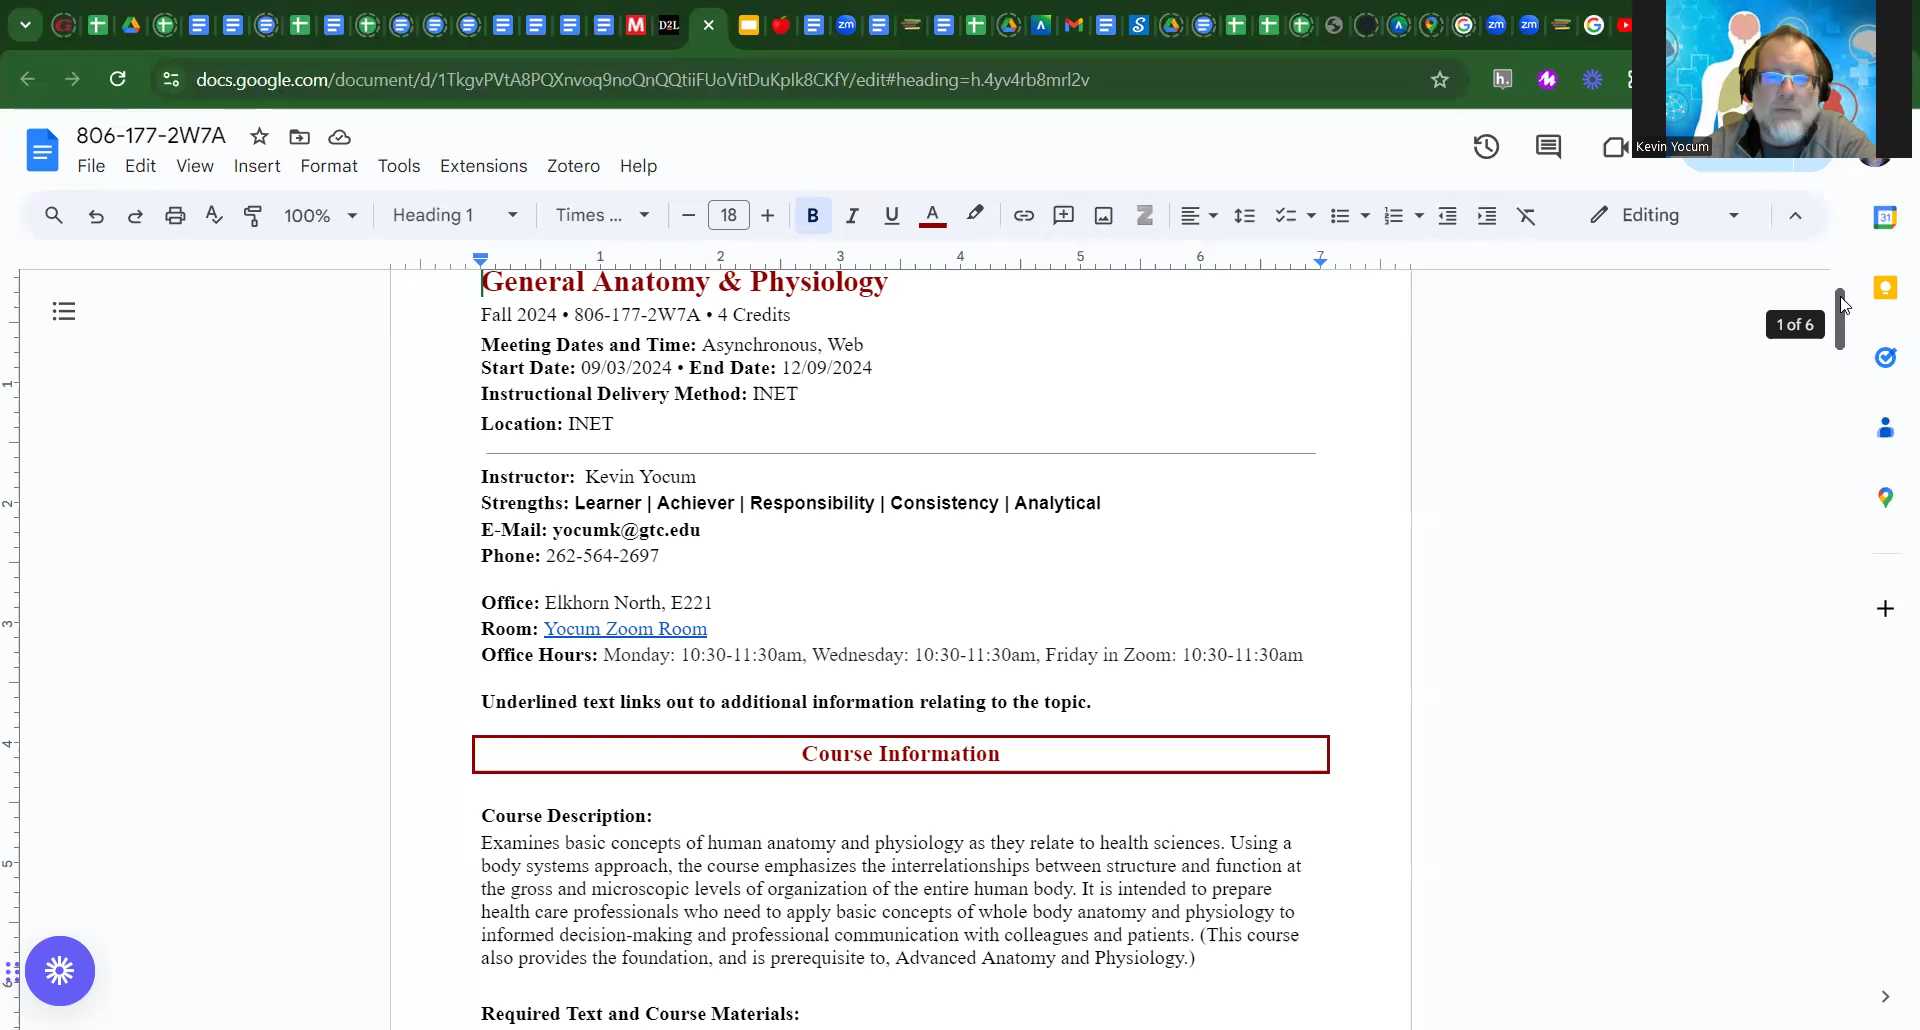 docs.google.com/document/d/1TkgvPVtA8PQXnvoq9noQnQQtiiFUoVitDuKpIk8CKfY/edit#heading=h.4yv4rb8mrl2v
806-177-2W7A
File Edit View Insert Format Tools Extensions Zotero Help
Kevin Yocum
100% Heading 1 Times ... 18 Editing
1 2 3 4 5 6 7
General Anatomy & Physiology
Fall 2024 • 806-177-2W7A • 4 Credits
Meeting Dates and Time: Asynchronous, Web
Start Date: 09/03/2024 • End Date: 12/09/2024
Instructional Delivery Method: INET
Location: INET
1 of 6
Instructor: Kevin Yocum
Strengths: Learner | Achiever | Responsibility | Consistency | Analytical
E-Mail: yocumk@gtc.edu
Phone: 262-564-2697
Office: Elkhorn North, E221
Room: Yocum Zoom Room
Office Hours: Monday: 10:30-11:30am, Wednesday: 10:30-11:30am, Friday in Zoom: 10:30-11:30am
Underlined text links out to additional information relating to the topic.
Course Information
Course Description:
Examines basic concepts of human anatomy and physiology as they relate to health sciences. Using a
body systems approach, the course emphasizes the interrelationships between structure and function at
the gross and microscopic levels of organization of the entire human body. It is intended to prepare
health care professionals who need to apply basic concepts of whole body anatomy and physiology to
informed decision-making and professional communication with colleagues and patients. (This course
also provides the foundation, and is prerequisite to, Advanced Anatomy and Physiology.)
Required Text and Course Materials: